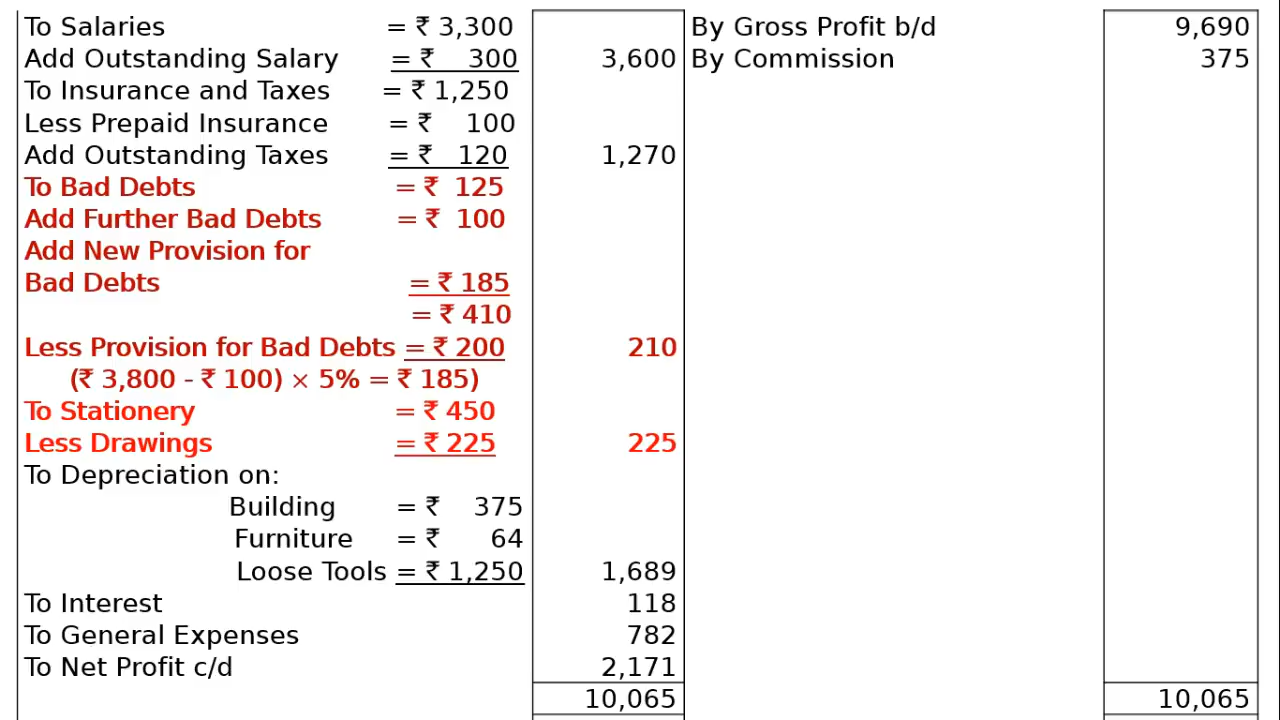 To Salaries = ₹ 3,300 By Gross Profit b/d 9,690
Add Outstanding Salary = ₹ 300 3,600 By Commission 375
To Insurance and Taxes = ₹ 1,250
Less Prepaid Insurance = ₹ 100
Add Outstanding Taxes = ₹ 120 1,270
To Bad Debts = ₹ 125
Add Further Bad Debts = ₹ 100
Add New Provision for
Bad Debts = ₹ 185
= ₹ 410
Less Provision for Bad Debts = ₹ 200 210
(₹ 3,800 - ₹ 100) × 5% = ₹ 185)
To Stationery = ₹ 450
Less Drawings = ₹ 225 225
To Depreciation on:
Building = ₹ 375
Furniture = ₹ 64
Loose Tools = ₹ 1,250 1,689
To Interest 118
To General Expenses 782
To Net Profit c/d 2,171
10,065 10,065